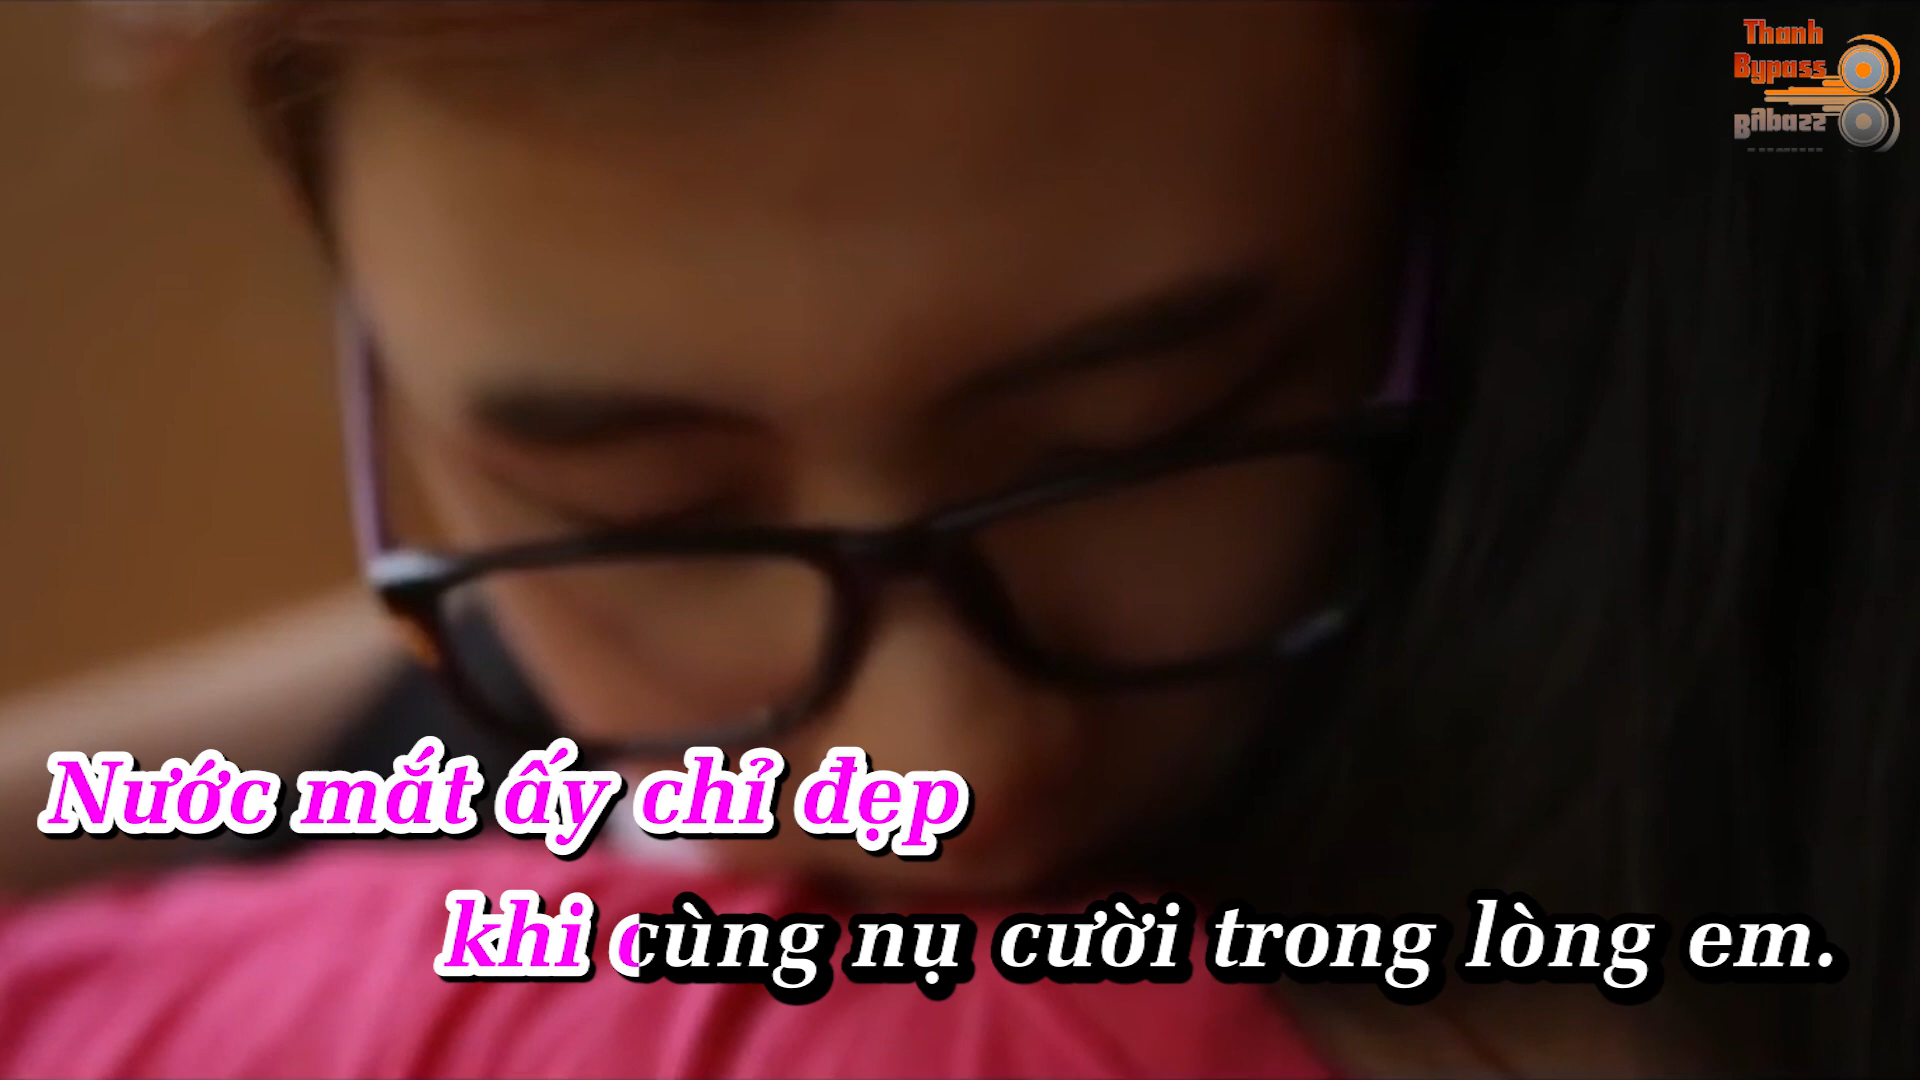 Thanh
Bypass
Nước mắt ấy chỉ đẹp
khi cùng nụ cười trong lòng em.